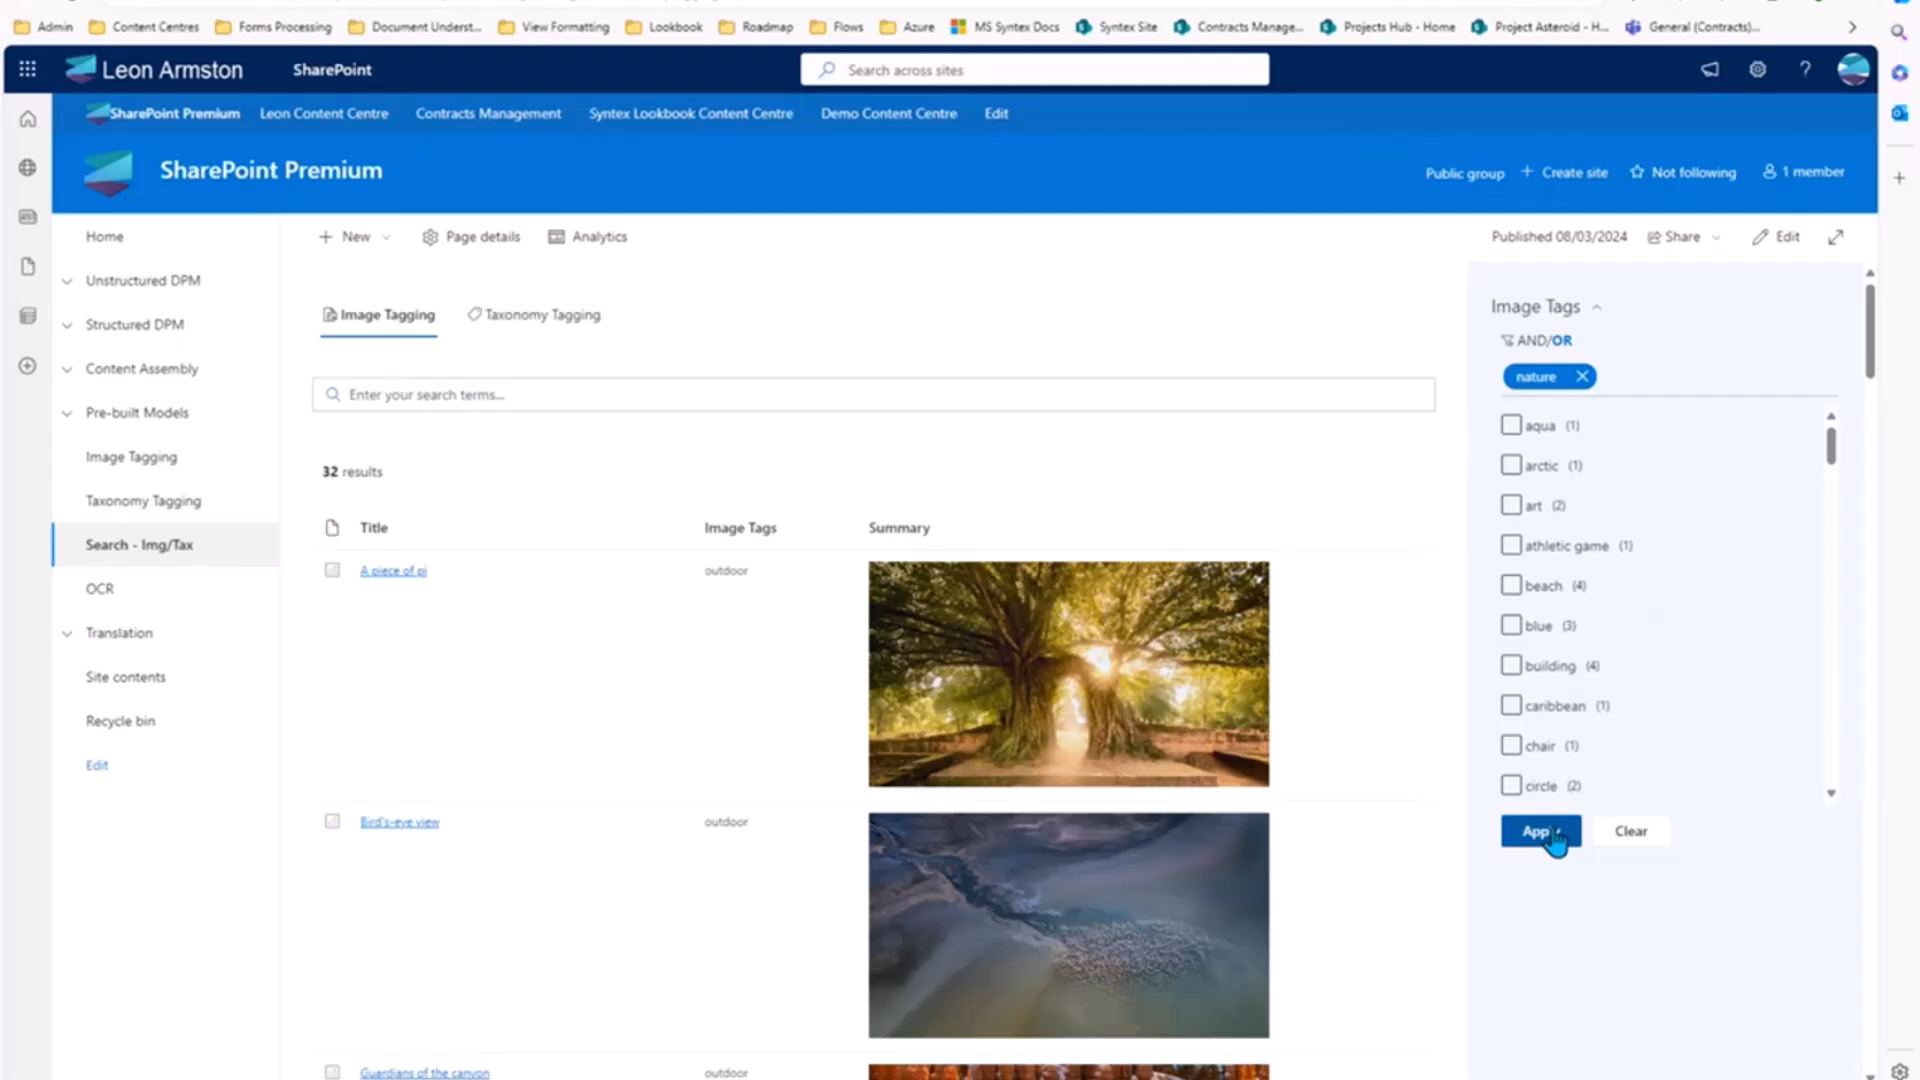 Admin
Content Centres
Forms Processing
Document Underst...
View Formatting
Lookbook
Roadmap
Flows
Azure
MS Syntex Docs
Syntex Site
Contracts Manage...
Projects Hub - Home
Project Asteroid - H...
General (Contracts)...
Leon Armston
SharePoint
Search across sites
SharePoint Premium
Leon Content Centre
Contracts Management
Syntex Lookbook Content Centre
Demo Content Centre
Edit
SharePoint Premium
Public group
Create site
Not following
1 member
Home
Unstructured DPM
Structured DPM
Content Assembly
Pre-built Models
Image Tagging
Taxonomy Tagging
Search - Img/Tax
OCR
Translation
Site contents
Recycle bin
Edit
New
Page details
Analytics
Published 08/03/2024
Share
Edit
Image Tagging
Taxonomy Tagging
Enter your search terms...
32 results
Title
Image Tags
Summary
A piece of pi
outdoor
Bird's-eye view
outdoor
Guardians of the canyon
outdoor
Image Tags
AND/OR
nature
aqua (1)
arctic (1)
art (2)
athletic game (1)
beach (4)
blue (3)
building (4)
caribbean (1)
chair (1)
circle (2)
Apply
Clear